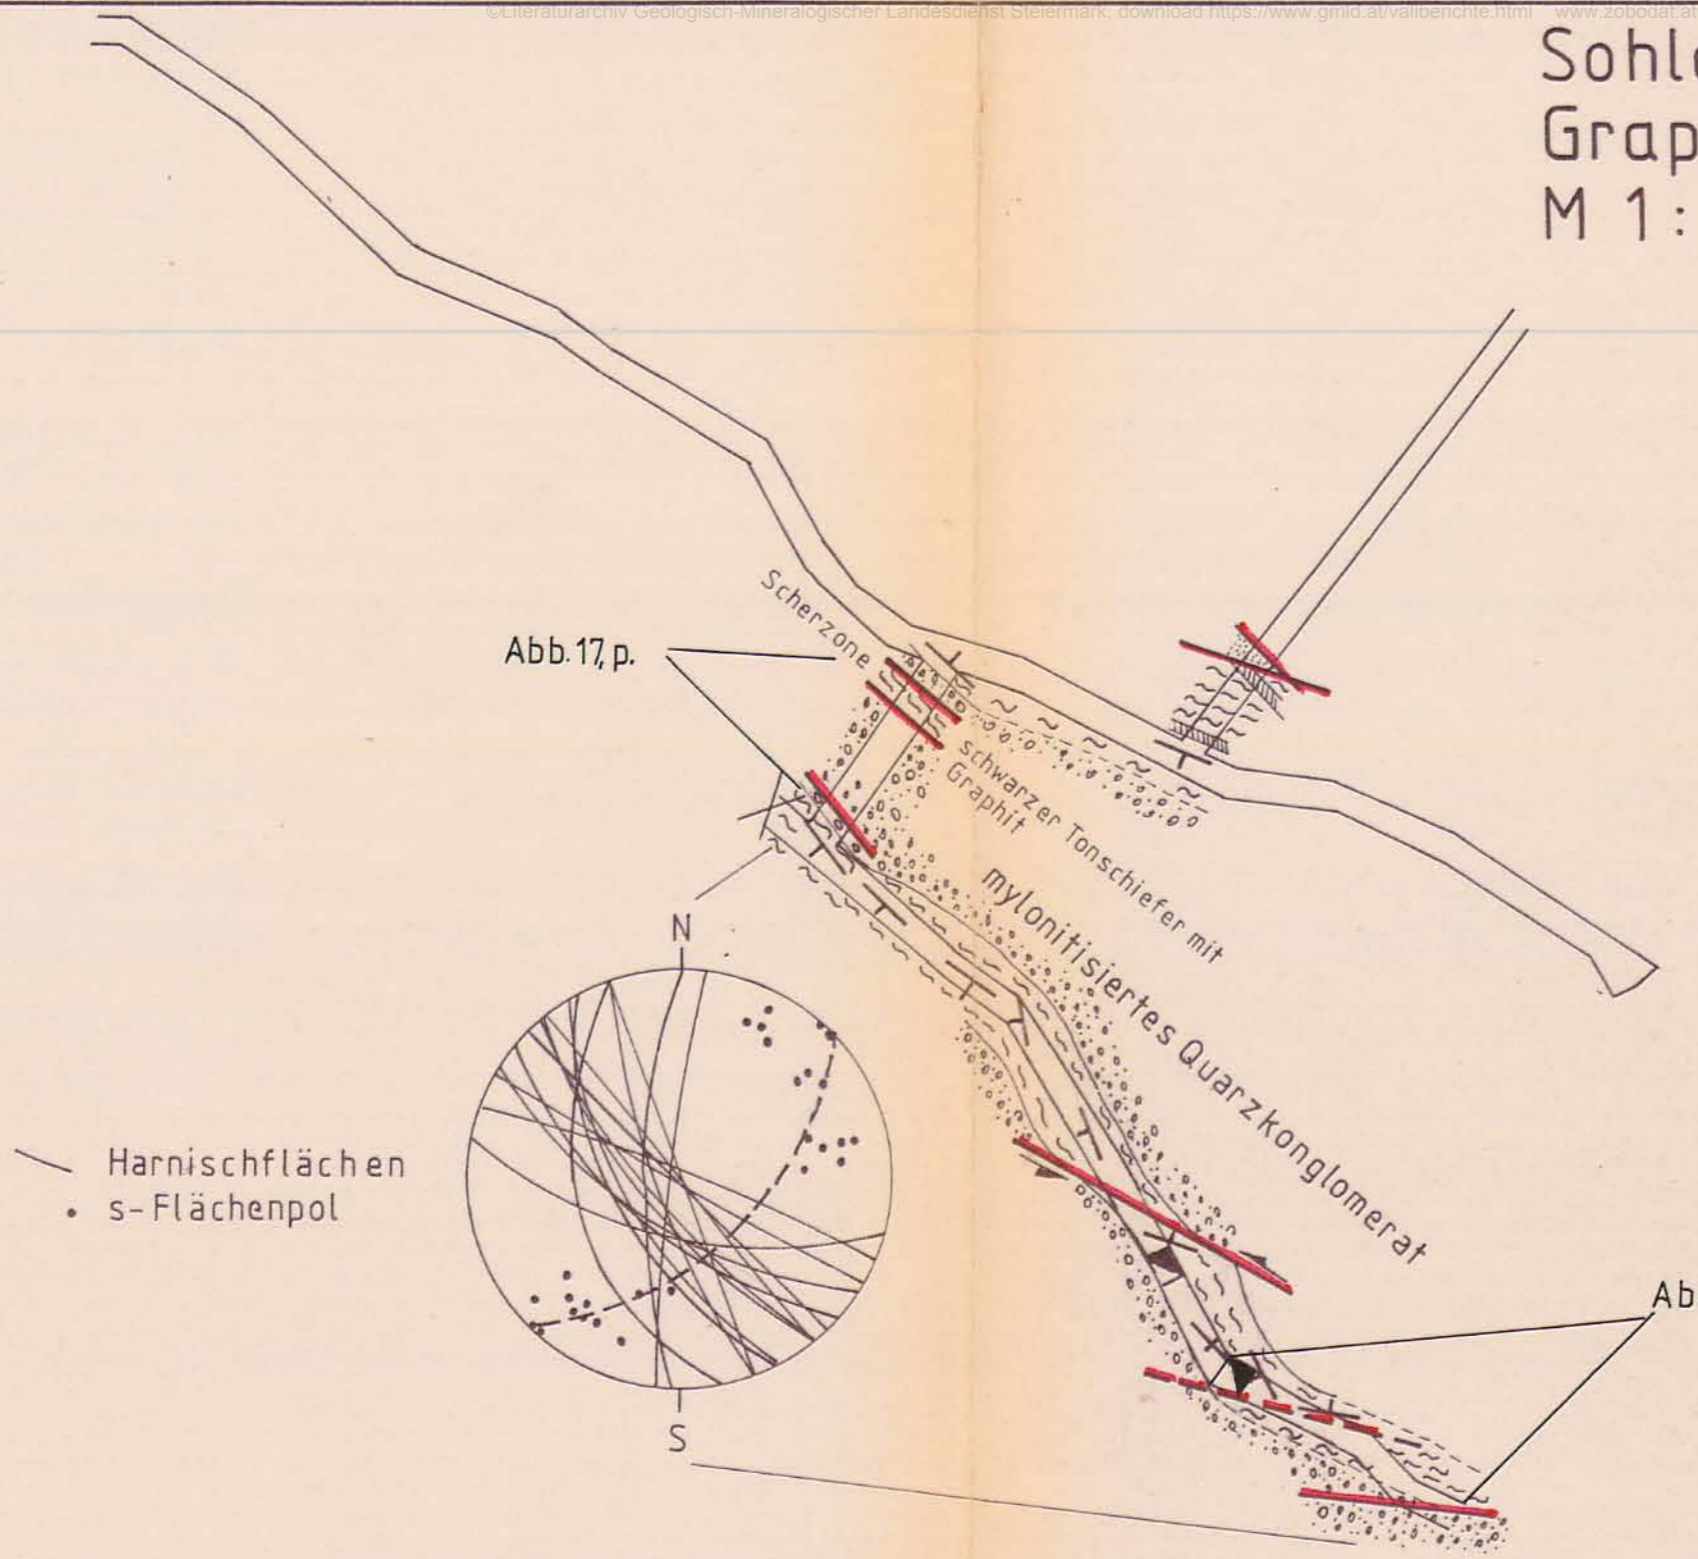 ©Literaturarchiv Geologisch-Mineralogischer Landesdienst Steiermark; download https://www.gmld.at/vallberichte.html www.zobodat.at
Sohl
Grap
M 1:
Scherzone
Abb.17,p.
schwarzer Tonschiefer mit
Graphit
mylonitisiertes Quarzkonglomerat
N
Harnischflächen
s-Flächenpol
Ab
S